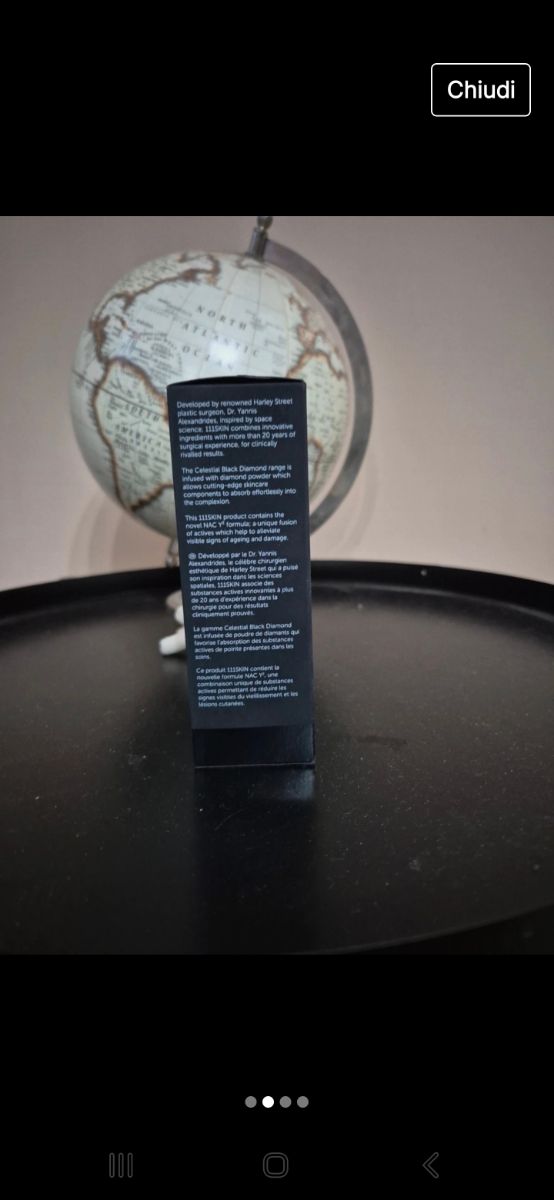 Chiudi
NORTH
ATLANTIC
OCEAN
SOUTH
AMERICA
Developed by renowned Harley Street
plastic surgeon, Dr. Yannis
Alexandrides, inspired by space
science, 111SKIN combines innovative
ingredients with more than 20 years of
surgical experience, for clinically
rivalled results.
The Celestial Black Diamond range is
infused with diamond powder which
allows cutting-edge skincare
components to absorb effortlessly into
the complexion.
This 111SKIN product contains the
novel NAC Y² formula; a unique fusion
of actives which help to alleviate
visible signs of ageing and damage.
Développé par le Dr. Yannis
Alexandrides, le célèbre chirurgien
esthétique de Harley Street qui a puisé
son inspiration dans les sciences
spatiales, 111SKIN associe des
substances actives innovantes à plus
de 20 ans d'expérience dans la
chirurgie pour des résultats
cliniquement prouvés.
La gamme Celestial Black Diamond
est infusée de poudre de diamants qui
favorise l'absorption des substances
actives de pointe présentes dans les
soins.
Ce produit 111SKIN contient la
nouvelle formule NAC Y², une
combinaison unique de substances
actives permettant de réduire les
signes visibles du vieillissement et les
lésions cutanées.